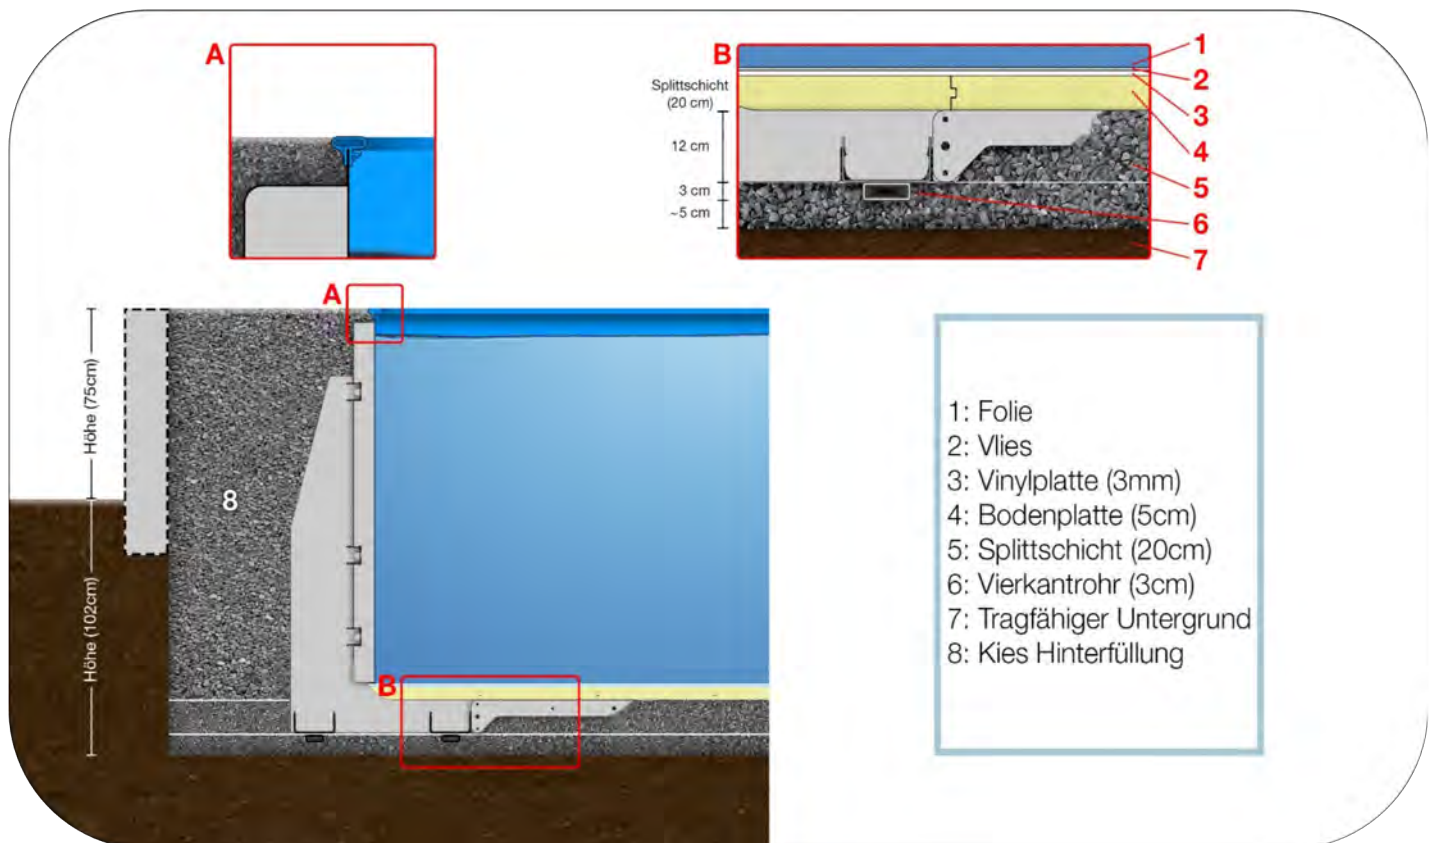 A
B
Splittschicht
(20 cm)
12 cm
3 cm
~5 cm
1
2
3
4
5
6
7
A
B
8
Höhe (75cm)
Höhe (102cm)
1: Folie
2: Vlies
3: Vinylplatte (3mm)
4: Bodenplatte (5cm)
5: Splittschicht (20cm)
6: Vierkantrohr (3cm)
7: Tragfähiger Untergrund
8: Kies Hinterfüllung